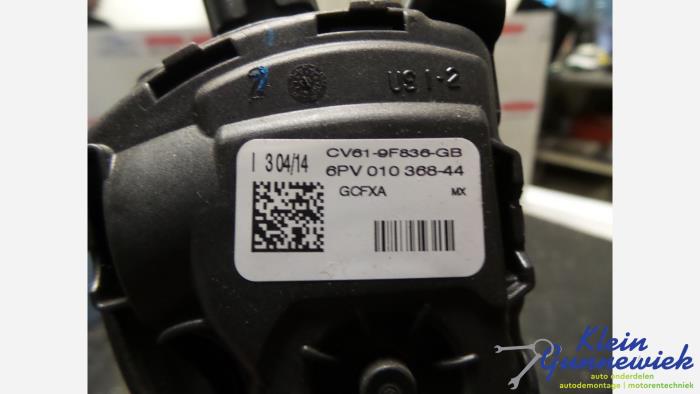 2 U9 1-2
I 3 04/14 CV61-9F836-GB
6PV 010 368-44
GCFXA MX
Klein
Gunnewiek
auto onderdelen
autodemontage | motorentechniek